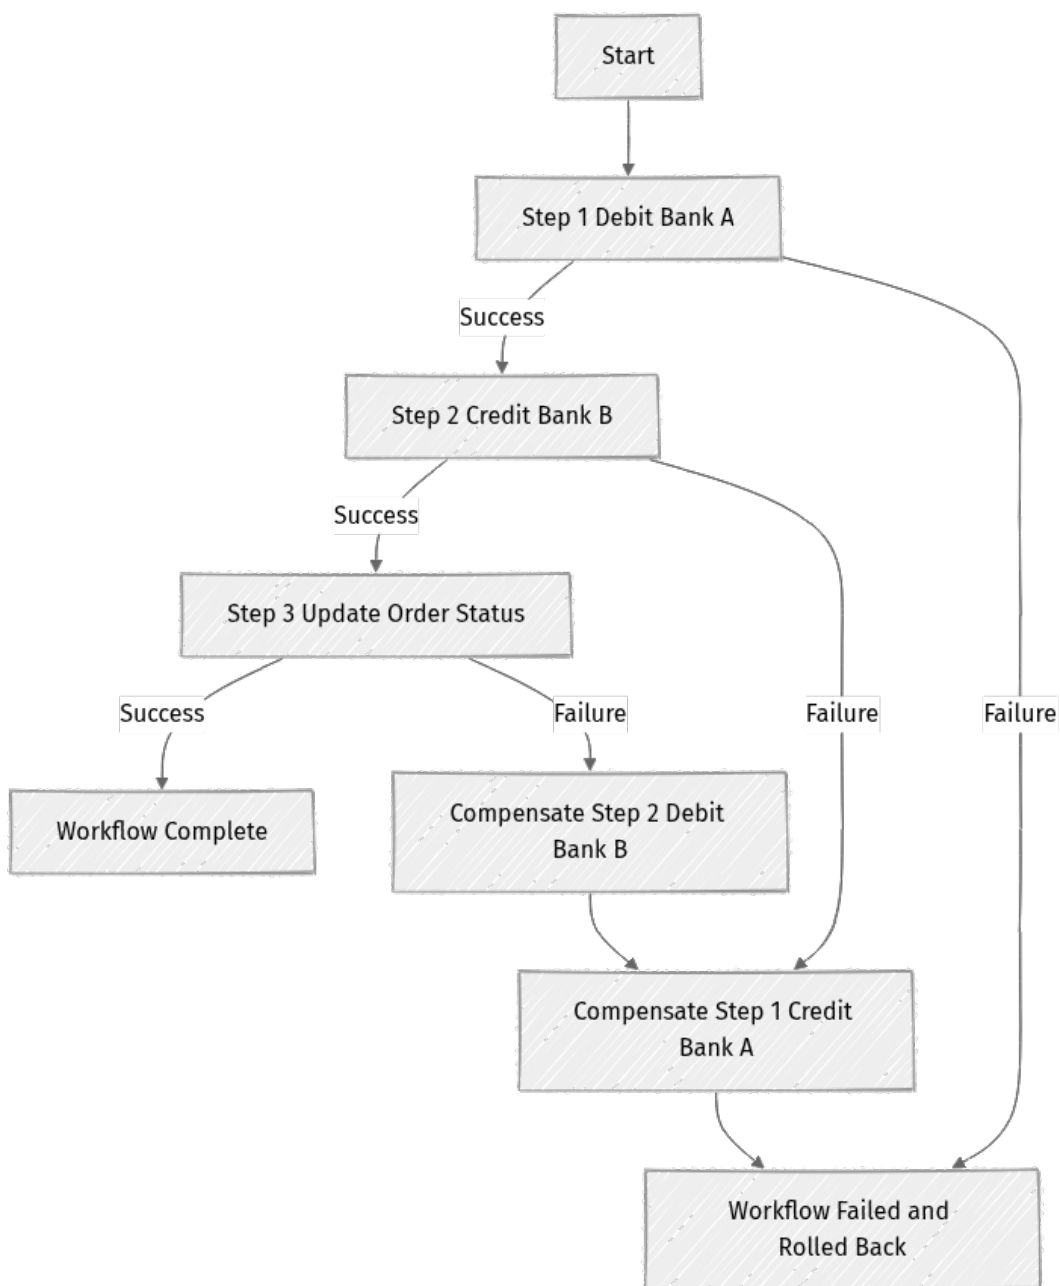 Start
Step 1 Debit Bank A
Success
Step 2 Credit Bank B
Success
Step 3 Update Order Status
Success
Failure
Failure
Failure
Compensate Step 2 Debit
Bank B
Workflow Complete
Compensate Step 1 Credit
Bank A
Workflow Failed and
Rolled Back